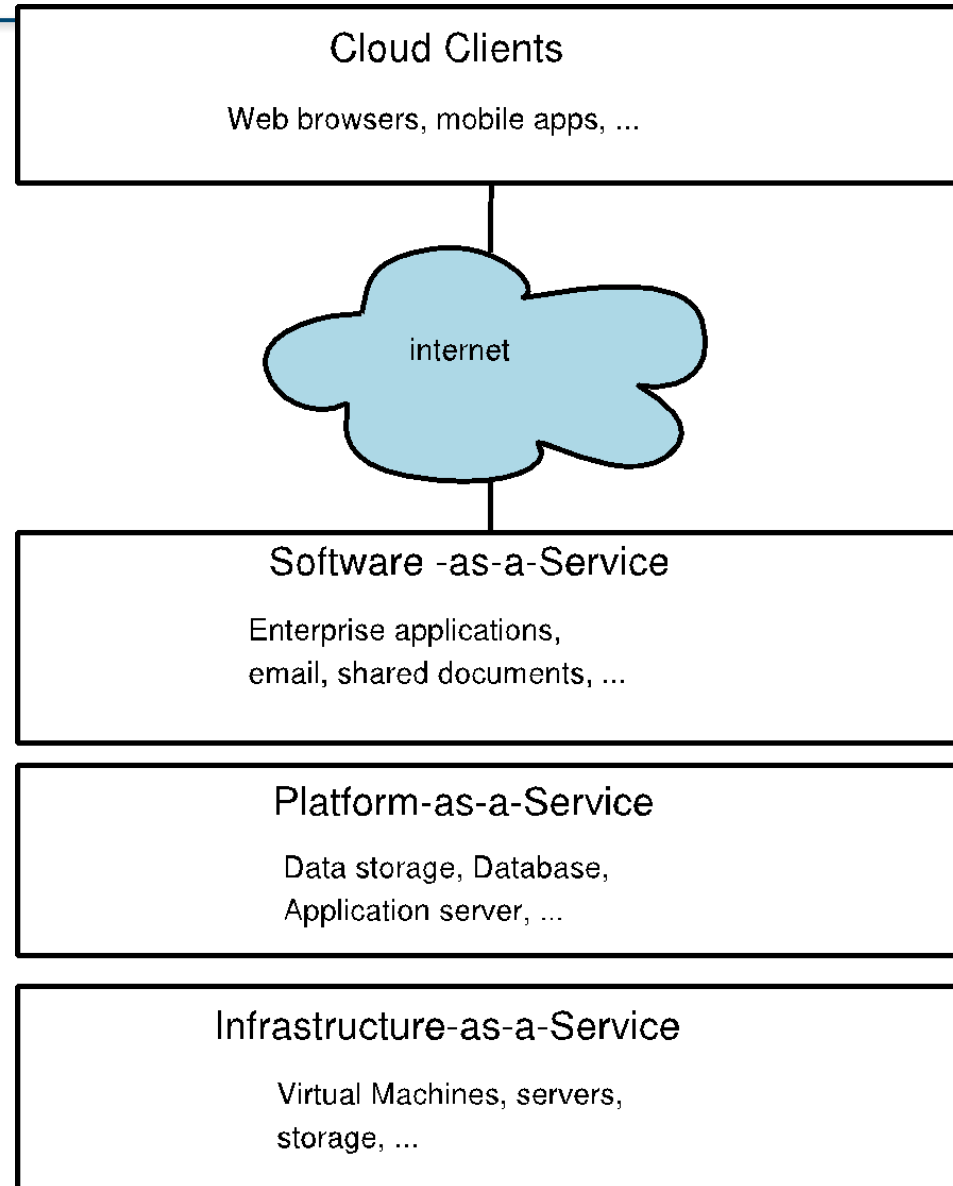 Cloud Clients
Web browsers, mobile apps, ...
internet
Software -as-a-Service
Enterprise applications,
email, shared documents, ...
Platform-as-a-Service
Data storage, Database,
Application server, ...
Infrastructure-as-a-Service
Virtual Machines, servers,
storage, ...